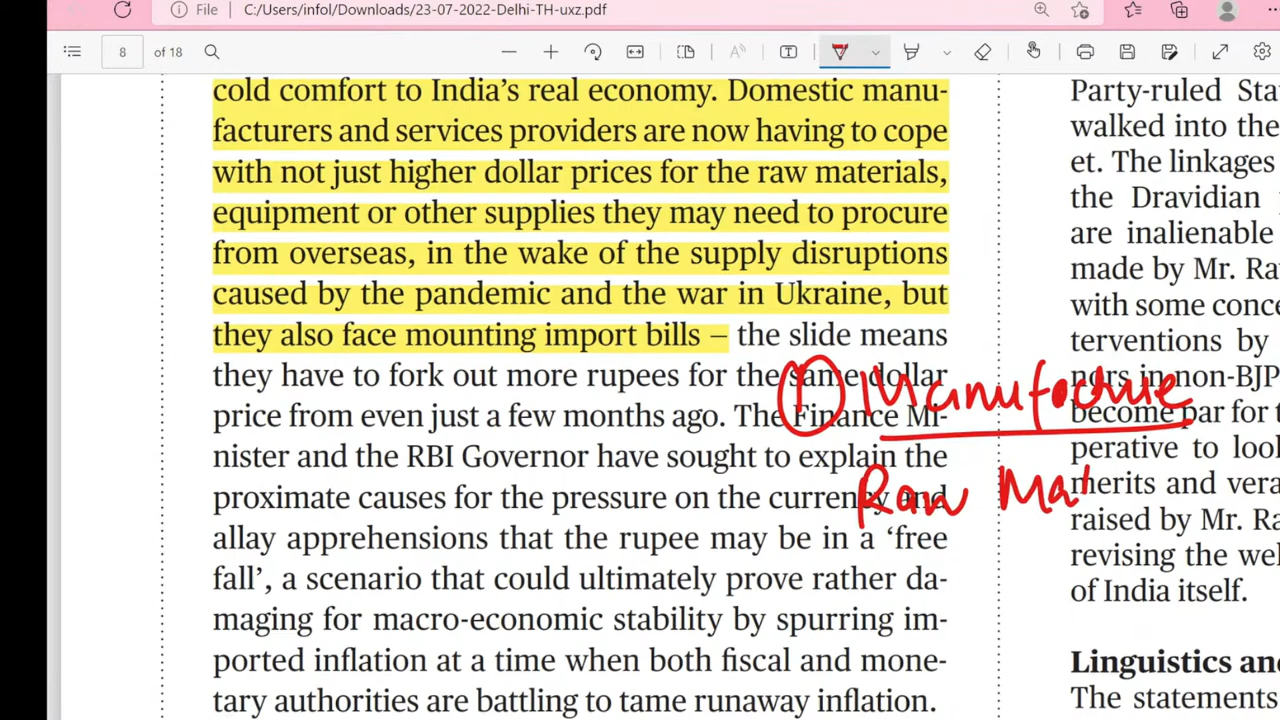 File
C:/Users/infol/Downloads/23-07-2022-Delhi-TH-uxz.pdf
8 of 18
cold comfort to India's real economy. Domestic manu-
facturers and services providers are now having to cope
with not just higher dollar prices for the raw materials,
equipment or other supplies they may need to procure
from overseas, in the wake of the supply disruptions
caused by the pandemic and the war in Ukraine, but
they also face mounting import bills – the slide means
they have to fork out more rupees for the same dollar
price from even just a few months ago. The Finance Mi-
nister and the RBI Governor have sought to explain the
proximate causes for the pressure on the currency and
allay apprehensions that the rupee may be in a 'free
fall', a scenario that could ultimately prove rather da-
maging for macro-economic stability by spurring im-
ported inflation at a time when both fiscal and mone-
tary authorities are battling to tame runaway inflation.
1 Manufacture
Raw Mat
Party-ruled Sta
walked into the
et. The linkages
the Dravidian
are inalienable
made by Mr. Ra
with some conce
terventions by
nors in non-BJP
become par for t
perative to look
merits and vera
raised by Mr. Ra
revising the wel
of India itself.
Linguistics an
The statements